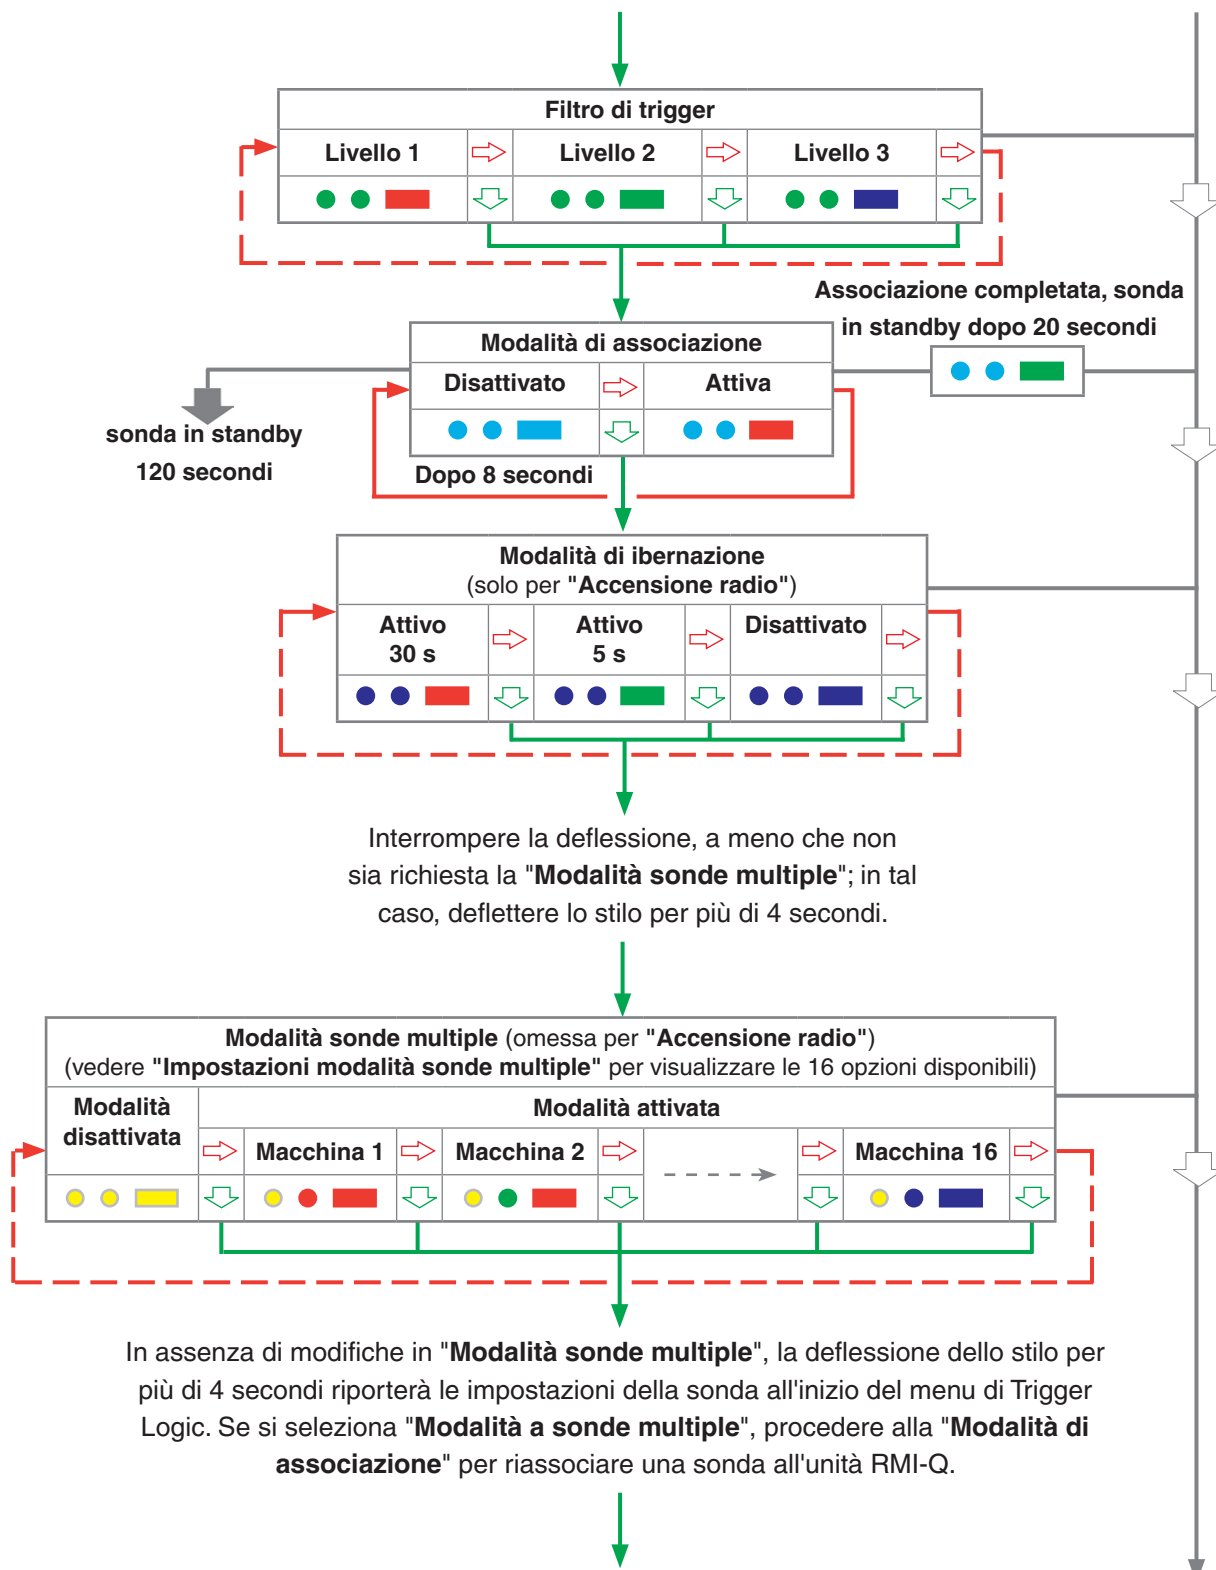 Filtro di trigger
Livello 1
Livello 2
Livello 3
Associazione completata, sonda
in standby dopo 20 secondi
Modalità di associazione
Disattivato
Attiva
sonda in standby
120 secondi
Dopo 8 secondi
Modalità di ibernazione
(solo per "Accensione radio")
Attivo
30 s
Attivo
5 s
Disattivato
Interrompere la deflessione, a meno che non
sia richiesta la "Modalità sonde multiple"; in tal
caso, deflettere lo stilo per più di 4 secondi.
Modalità sonde multiple (omessa per "Accensione radio")
(vedere "Impostazioni modalità sonde multiple" per visualizzare le 16 opzioni disponibili)
Modalità
disattivata
Modalità attivata
Macchina 1
Macchina 2
Macchina 16
In assenza di modifiche in "Modalità sonde multiple", la deflessione dello stilo per
più di 4 secondi riporterà le impostazioni della sonda all'inizio del menu di Trigger
Logic. Se si seleziona "Modalità a sonde multiple", procedere alla "Modalità di
associazione" per riassociare una sonda all'unità RMI-Q.